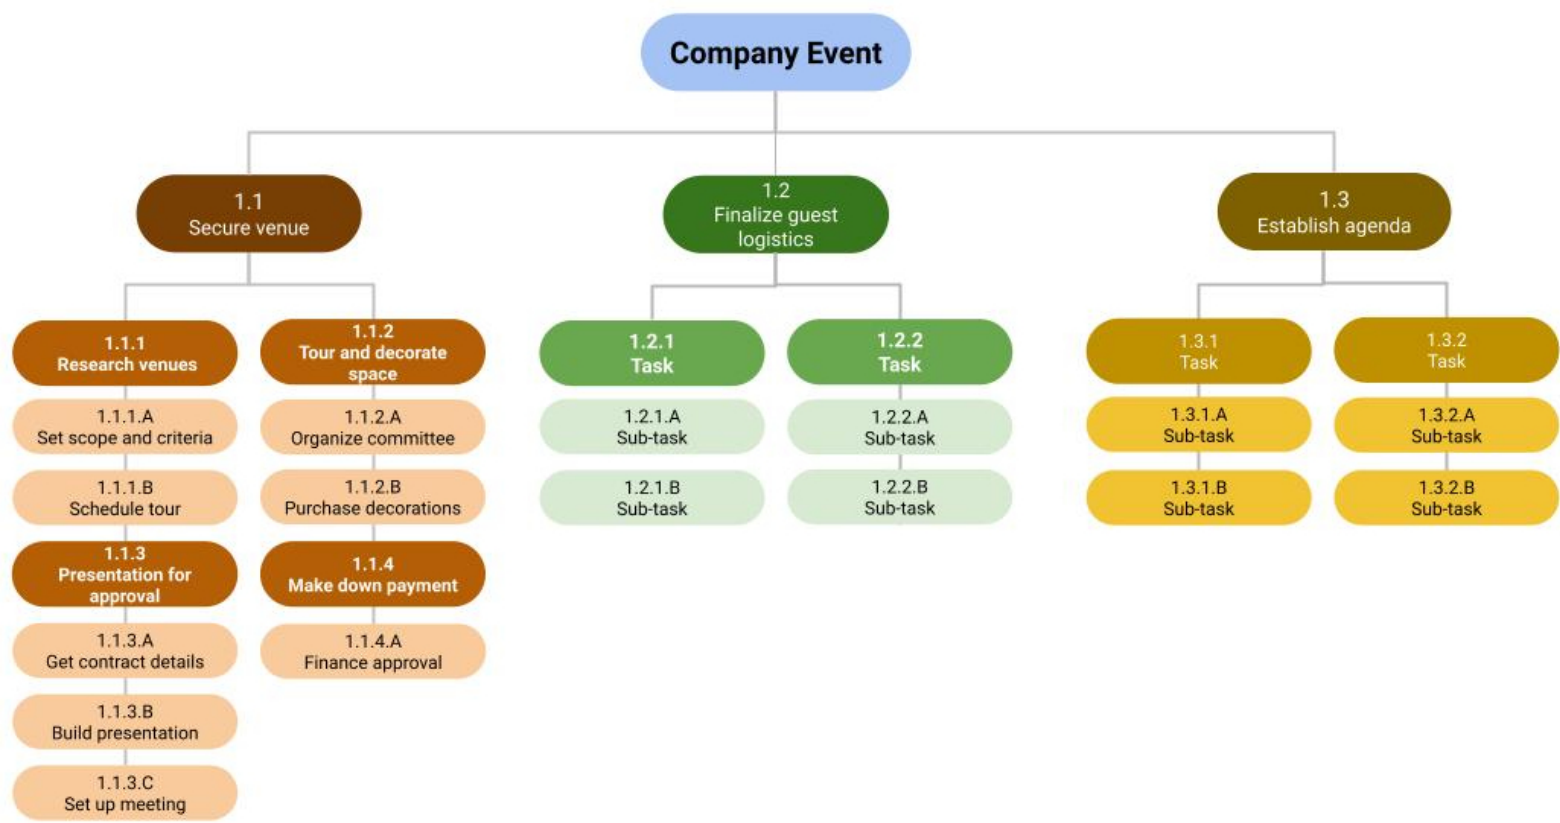 Company Event
1.1
Secure venue
1.2
Finalize guest
logistics
1.3
Establish agenda
1.1.1
Research venues
1.1.1.A
Set scope and criteria
1.1.1.B
Schedule tour
1.1.3
Presentation for
approval
1.1.3.A
Get contract details
1.1.3.B
Build presentation
1.1.3.C
Set up meeting
1.1.2
Tour and decorate
space
1.1.2.A
Organize committee
1.1.2.B
Purchase decorations
1.1.4
Make down payment
1.1.4.A
Finance approval
1.2.1
Task
1.2.1.A
Sub-task
1.2.1.B
Sub-task
1.2.2
Task
1.2.2.A
Sub-task
1.2.2.B
Sub-task
1.3.1
Task
1.3.1.A
Sub-task
1.3.1.B
Sub-task
1.3.2
Task
1.3.2.A
Sub-task
1.3.2.B
Sub-task